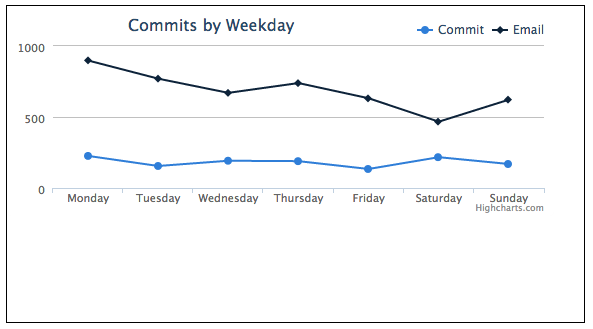 Commits by Weekday
Commit Email
1000
500
0
Monday Tuesday Wednesday Thursday Friday Saturday Sunday
Highcharts.com